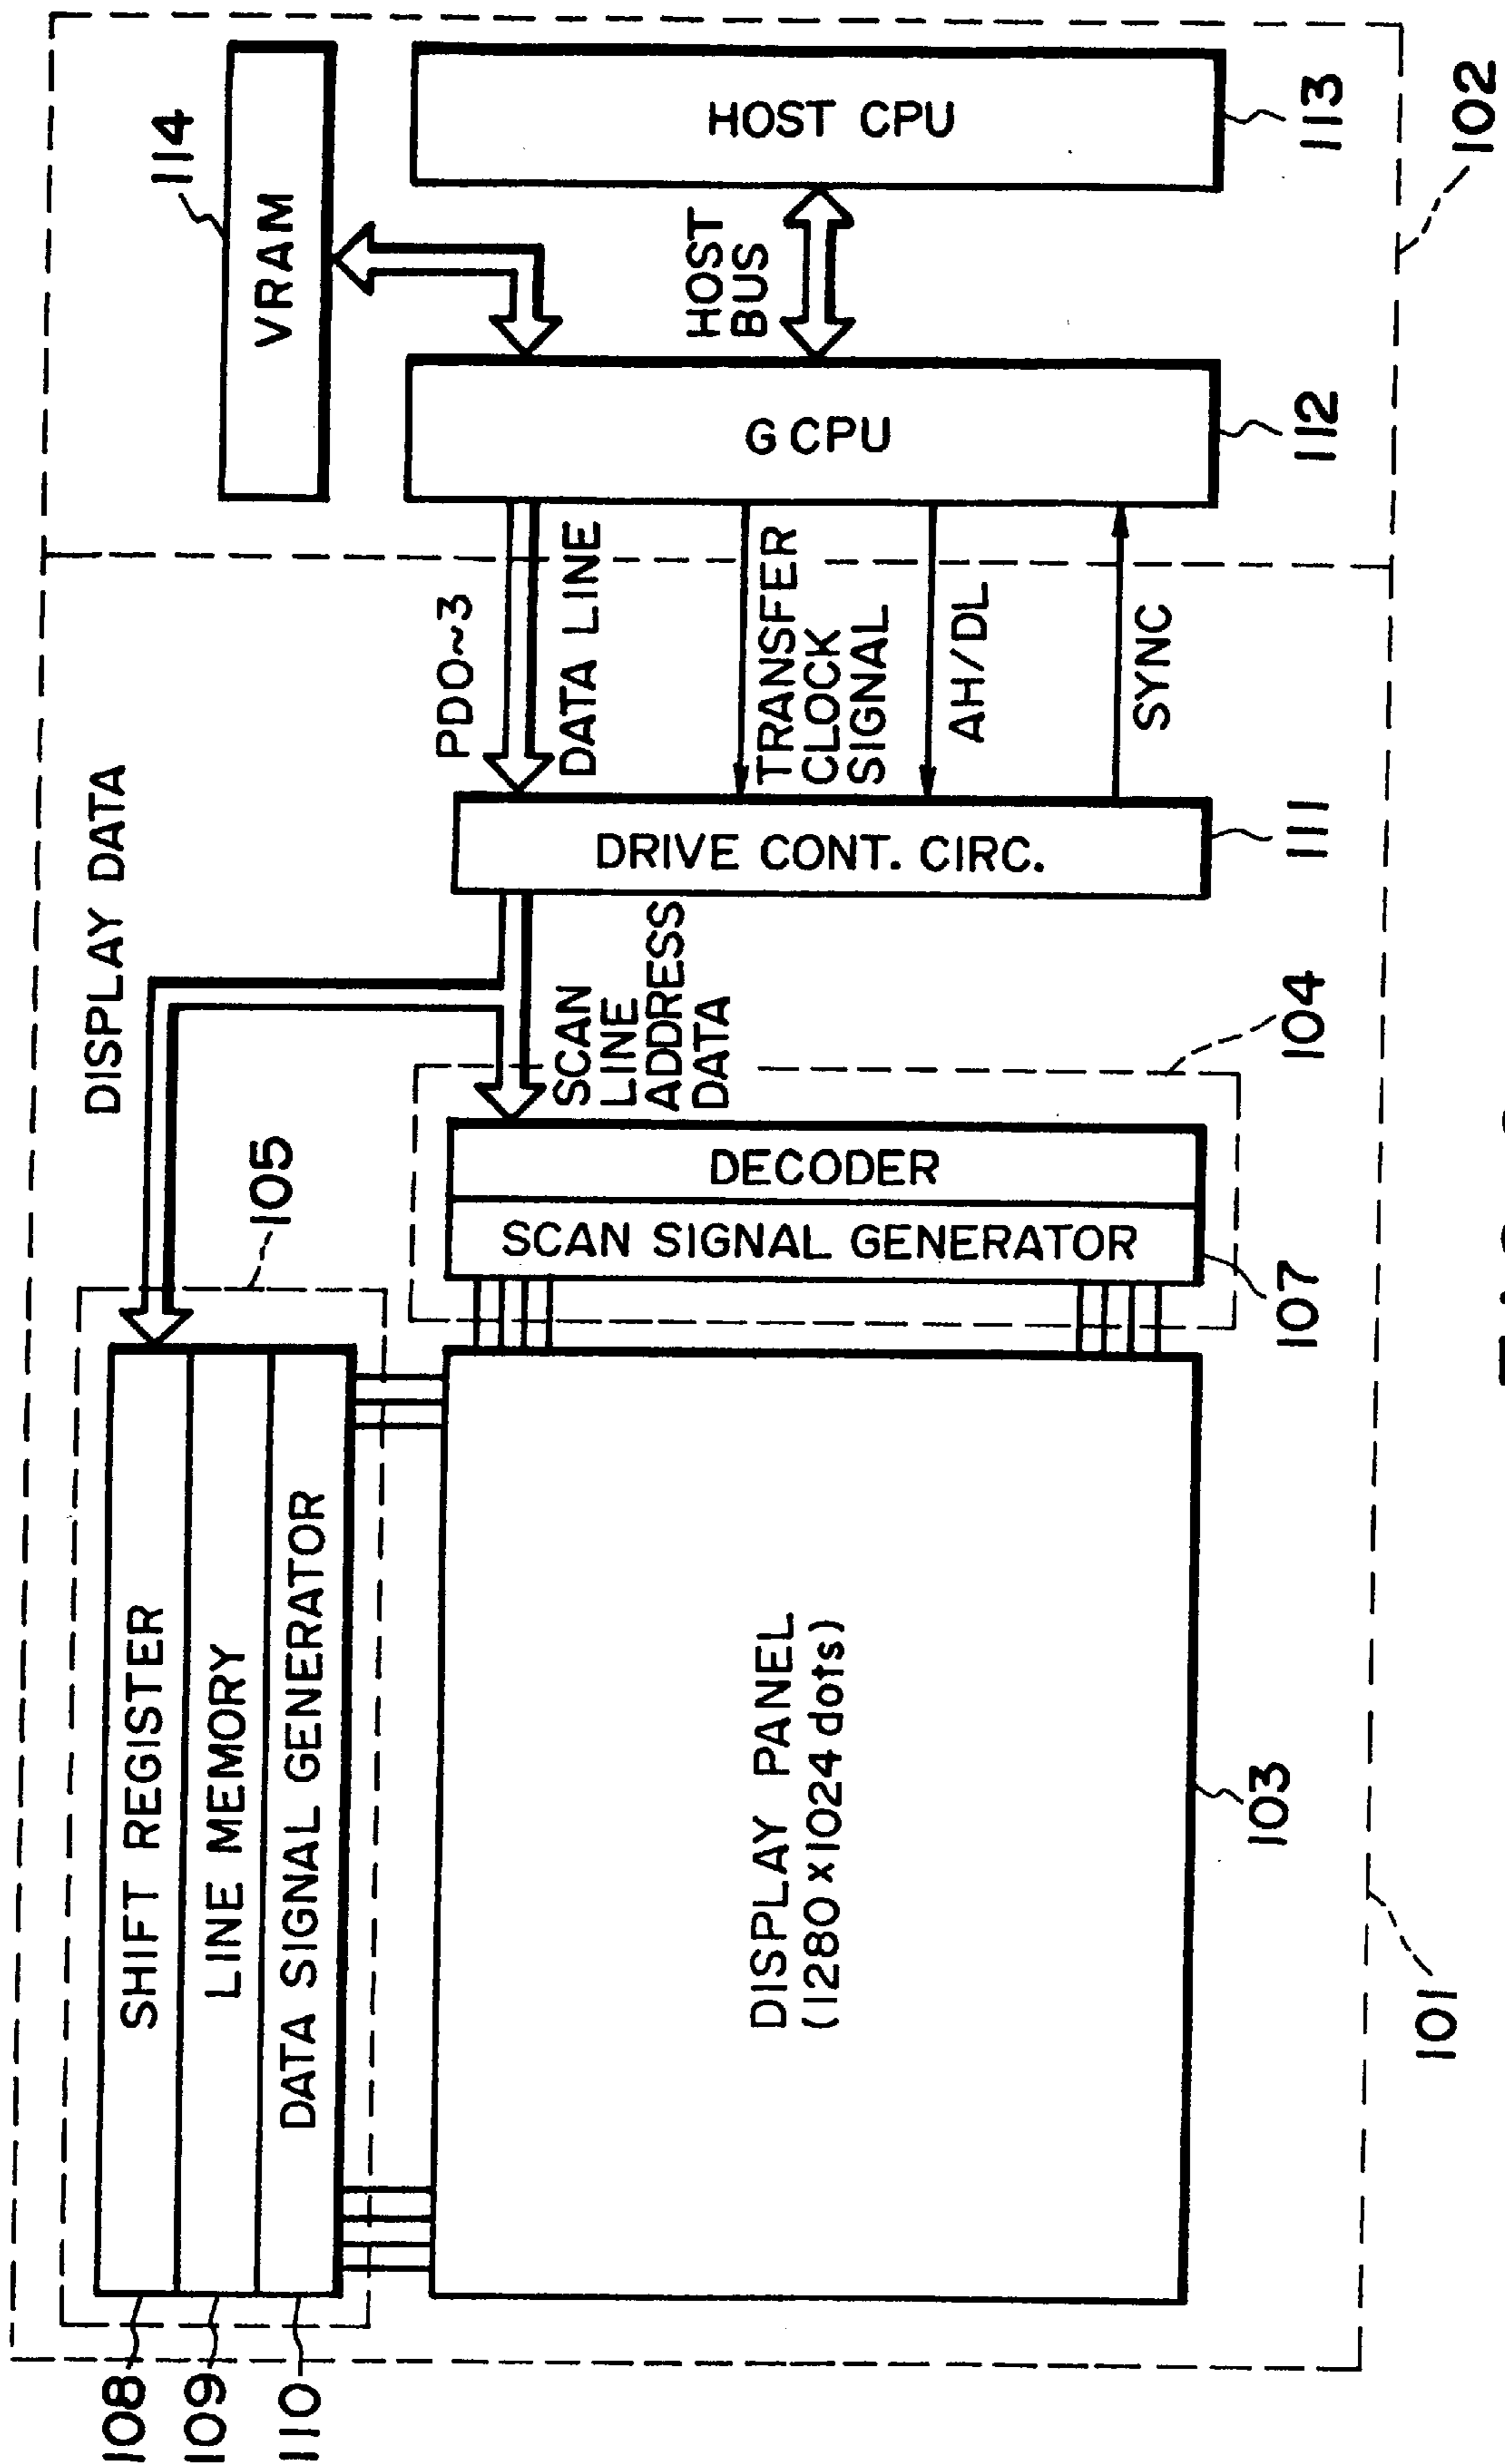 DISPLAY DATA
105
108
SHIFT REGISTER
109
LINE MEMORY
110
DATA SIGNAL GENERATOR
DISPLAY PANEL
(1280×1024 dots)
103
101
SCAN SIGNAL GENERATOR
DECODER
107
104
SCAN
LINE
ADDRESS
DATA
DRIVE CONT. CIRC.
111
PD0~3
DATA LINE
TRANSFER
CLOCK
SIGNAL
AH/DL
SYNC
G CPU
112
VRAM
114
HOST
BUS
HOST CPU
113
102